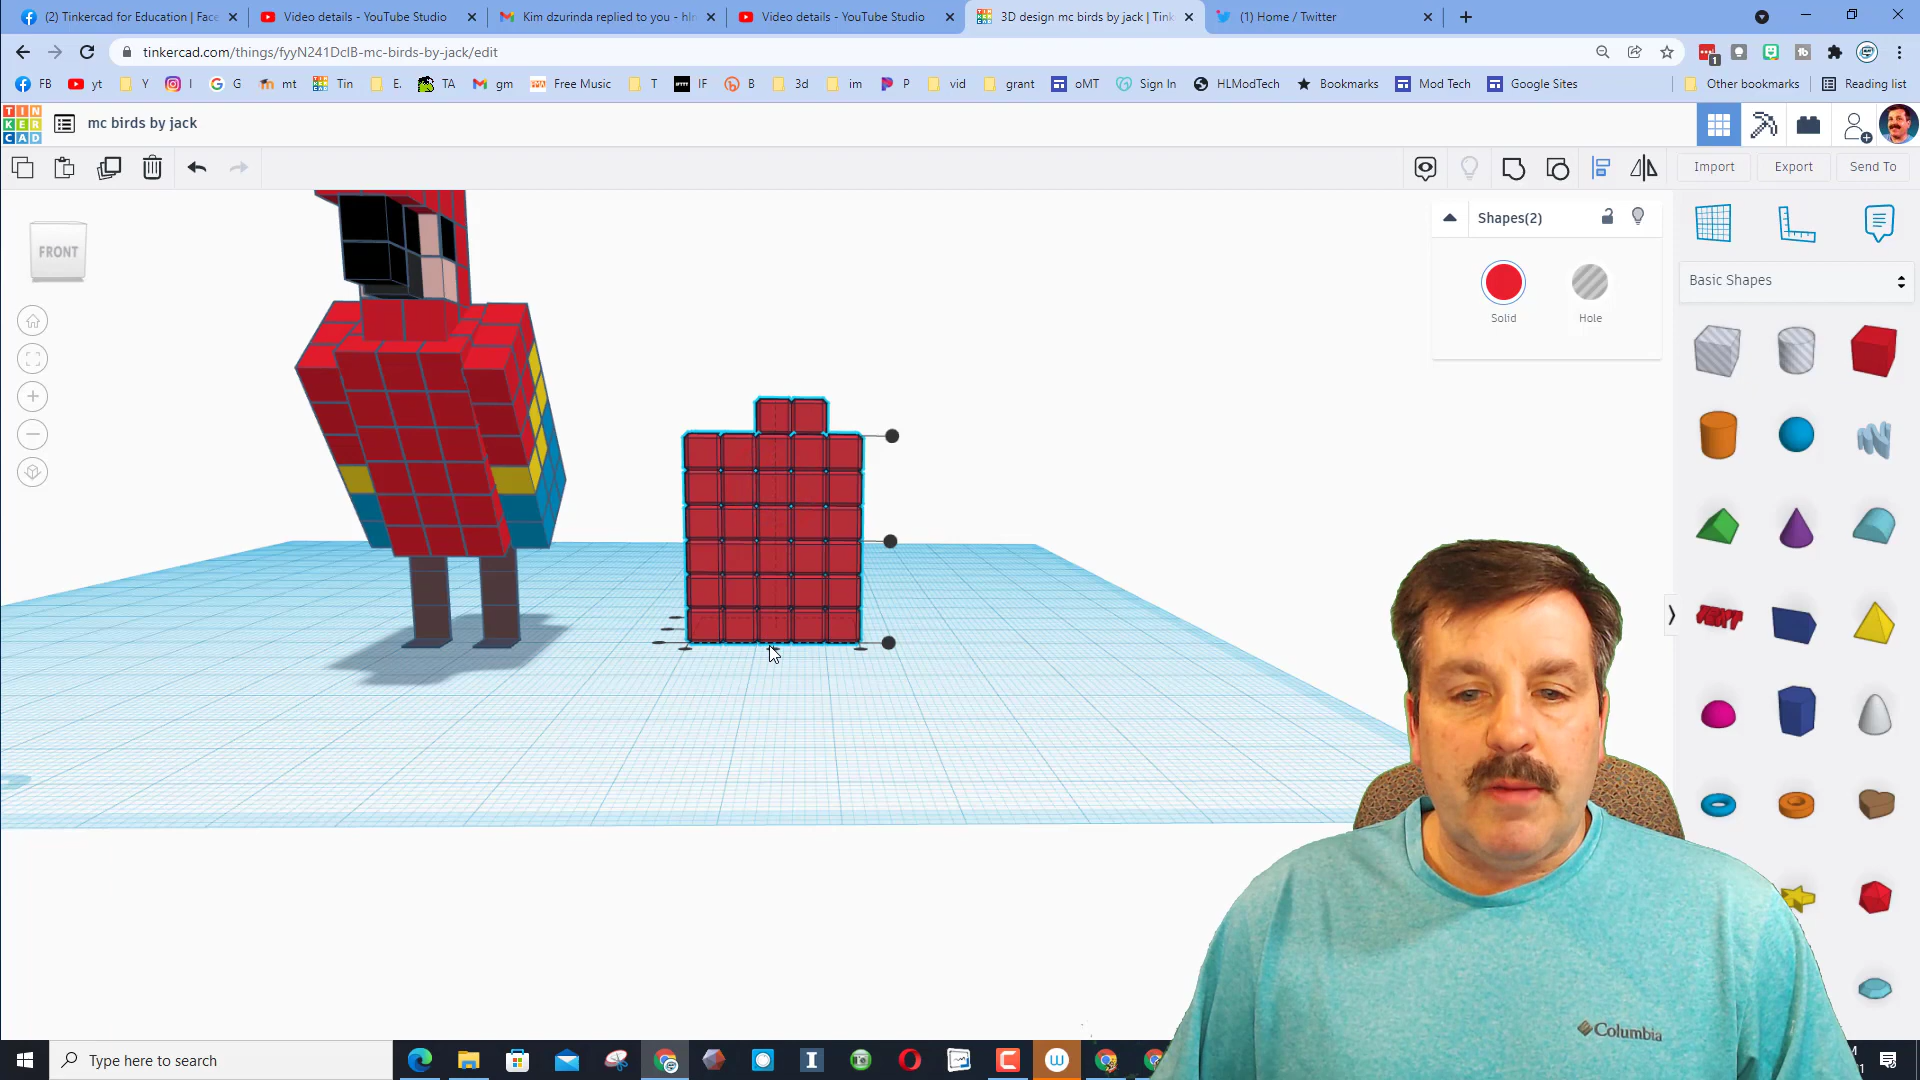 (2) Tinkercad for Education | Face
Video details - YouTube Studio
Kim dzurinda replied to you - hln
Video details - YouTube Studio
3D design mc birds by jack | Tink
(1) Home / Twitter
tinkercad.com/things/fyyN241DclB-mc-birds-by-jack/edit
1
FB
yt
Y
I
G
mt
Tin
E.
TA
gm
Free Music
T
IF
B
3d
im
P
vid
grant
oMT
Sign In
HLModTech
Bookmarks
Mod Tech
Google Sites
Other bookmarks
Reading list
TIN
KER
CAD
mc birds by jack
Import
Export
Send To
FRONT
Shapes(2)
Solid
Hole
Basic Shapes
TEXT
Columbia
Type here to search